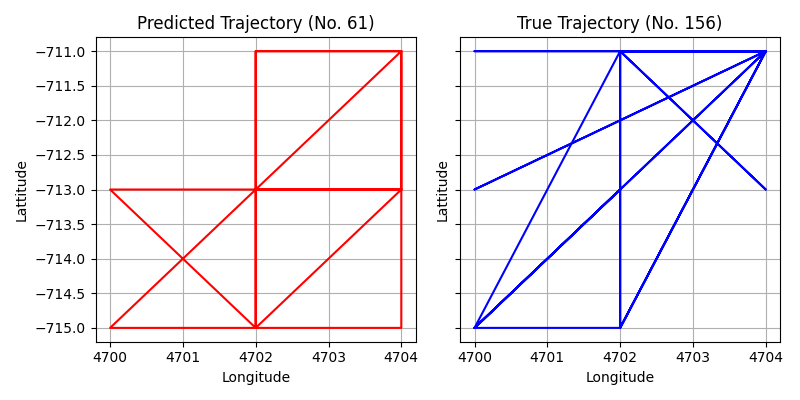 Predicted Trajectory (No. 61)
True Trajectory (No. 156)
−711.0
−711.5
−712.0
−712.5
−713.0
−713.5
−714.0
−714.5
−715.0
Lattitude
Lattitude
4700 4701 4702 4703 4704
4700 4701 4702 4703 4704
Longitude
Longitude